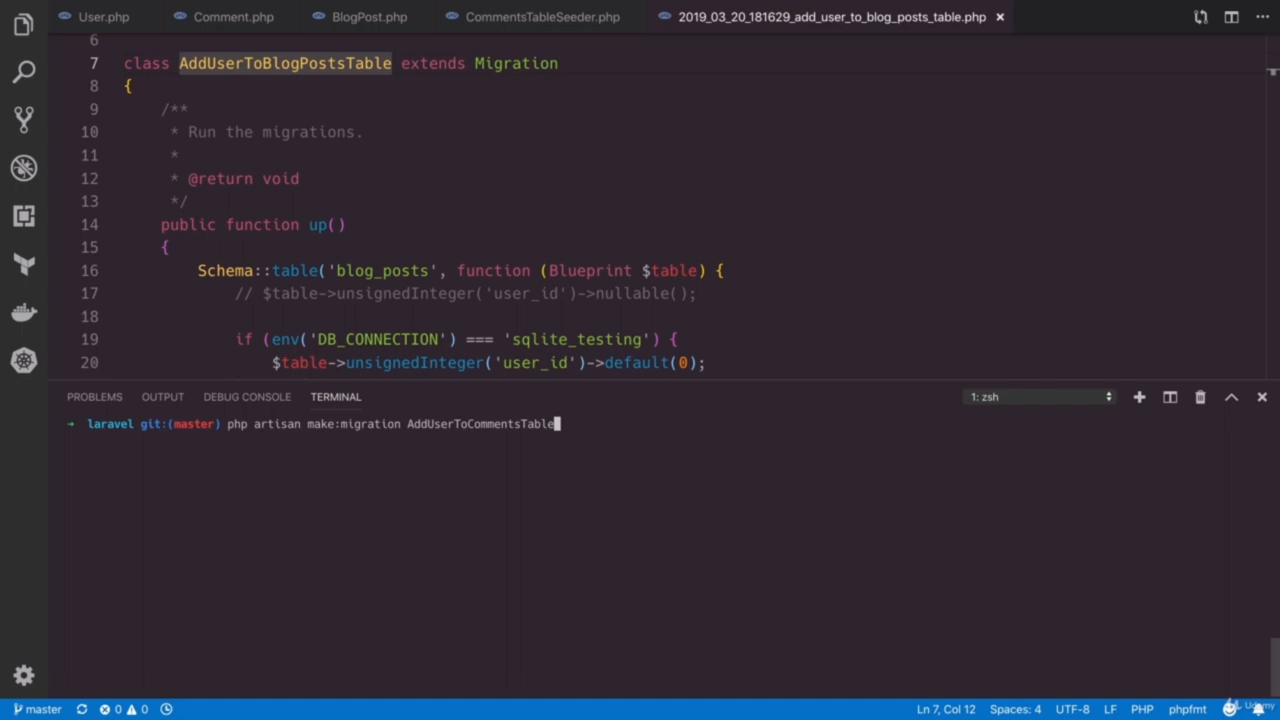 User.php Comment.php BlogPost.php CommentsTableSeeder.php 2019_03_20_181629_add_user_to_blog_posts_table.php ×
6
7 class AddUserToBlogPostsTable extends Migration
8 {
9 /**
10 * Run the migrations.
11 *
12 * @return void
13 */
14 public function up()
15 {
16 Schema::table('blog_posts', function (Blueprint $table) {
17 // $table->unsignedInteger('user_id')->nullable();
18
19 if (env('DB_CONNECTION') === 'sqlite_testing') {
20 $table->unsignedInteger('user_id')->default(0);
PROBLEMS OUTPUT DEBUG CONSOLE TERMINAL 1: zsh
→ laravel git:(master) php artisan make:migration AddUserToCommentsTable
master 0 0 Ln 7, Col 12 Spaces: 4 UTF-8 LF PHP phpfmt Udemy